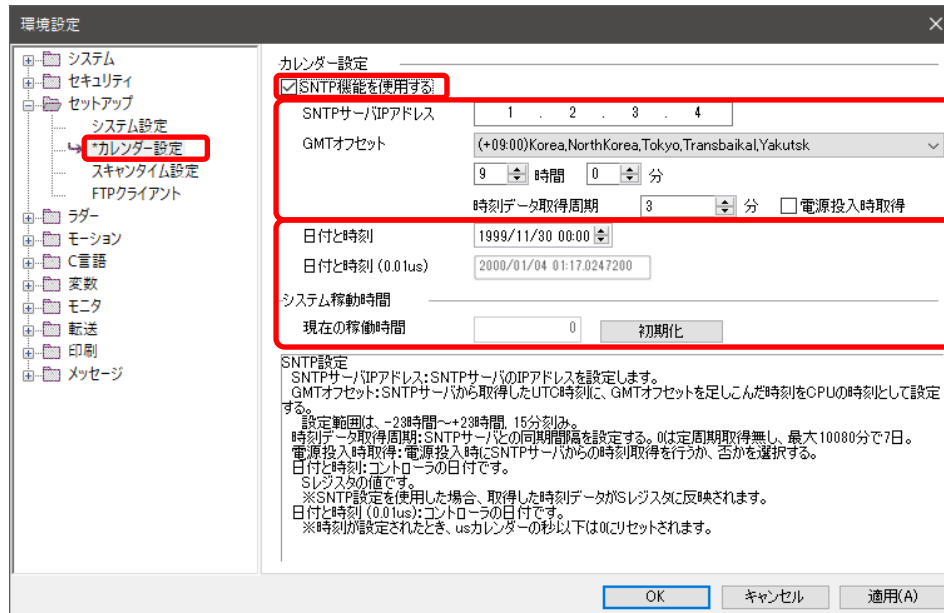 環境設定
システム
セキュリティ
セットアップ
システム設定
*カレンダー設定
スキャンタイム設定
FTPクライアント
ラダー
モーション
C言語
変数
モニタ
転送
印刷
メッセージ
カレンダー設定
SNTP機能を使用する
SNTPサーバIPアドレス 1 . 2 . 3 . 4
GMTオフセット (+09:00)Korea,NorthKorea,Tokyo,Transbaikal,Yakutsk
9 時間 0 分
時刻データ取得周期 3 分 電源投入時取得
日付と時刻 1999/11/30 00:00
日付と時刻 (0.01us) 2000/01/04 01:17.0247200
システム稼動時間
現在の稼働時間 0 初期化
SNTP設定
SNTPサーバIPアドレス:SNTPサーバのIPアドレスを設定します。
GMTオフセット:SNTPサーバから取得したUTC時刻に、GMTオフセットを足しこんだ時刻をCPUの時刻として設定
する。
設定範囲は、-23時間～+23時間, 15分刻み。
時刻データ取得周期:SNTPサーバとの同期間隔を設定する。0は定周期取得無し、最大10080分で7日。
電源投入時取得:電源投入時にSNTPサーバからの時刻取得を行うか、否かを選択する。
日付と時刻:コントローラの日付です。
Sレジスタの値です。
※SNTP設定を使用した場合、取得した時刻データがSレジスタに反映されます。
日付と時刻 (0.01us):コントローラの日付です。
※時刻が設定されたとき、usカレンダーの秒以下は0にリセットされます。
OK キャンセル 適用(A)